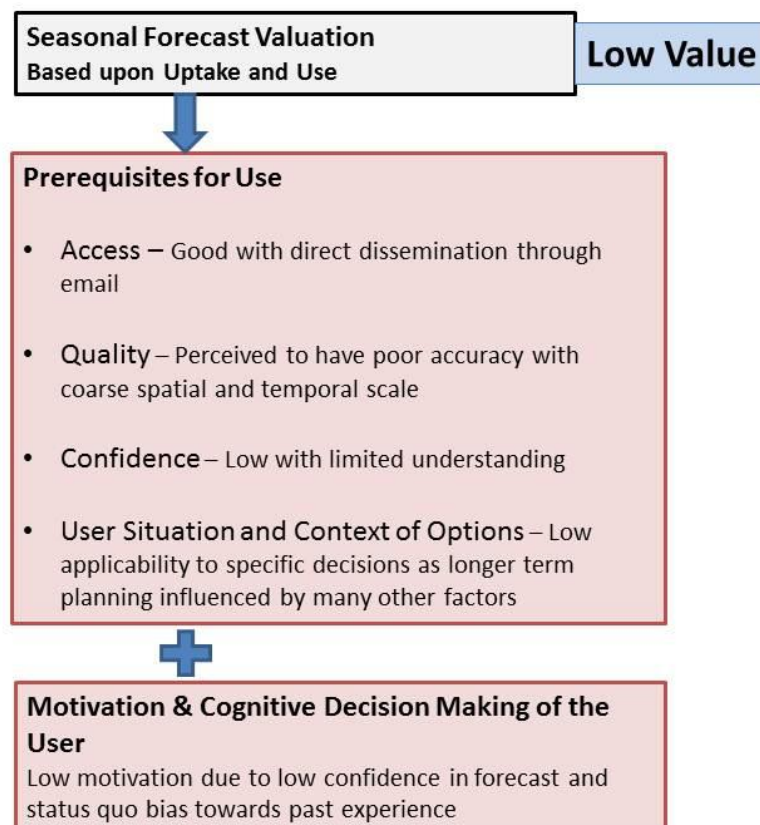 Seasonal Forecast Valuation
Based upon Uptake and Use
Low Value
Prerequisites for Use
• Access – Good with direct dissemination through
email
• Quality – Perceived to have poor accuracy with
coarse spatial and temporal scale
• Confidence – Low with limited understanding
• User Situation and Context of Options – Low
applicability to specific decisions as longer term
planning influenced by many other factors
Motivation & Cognitive Decision Making of the
User
Low motivation due to low confidence in forecast and
status quo bias towards past experience